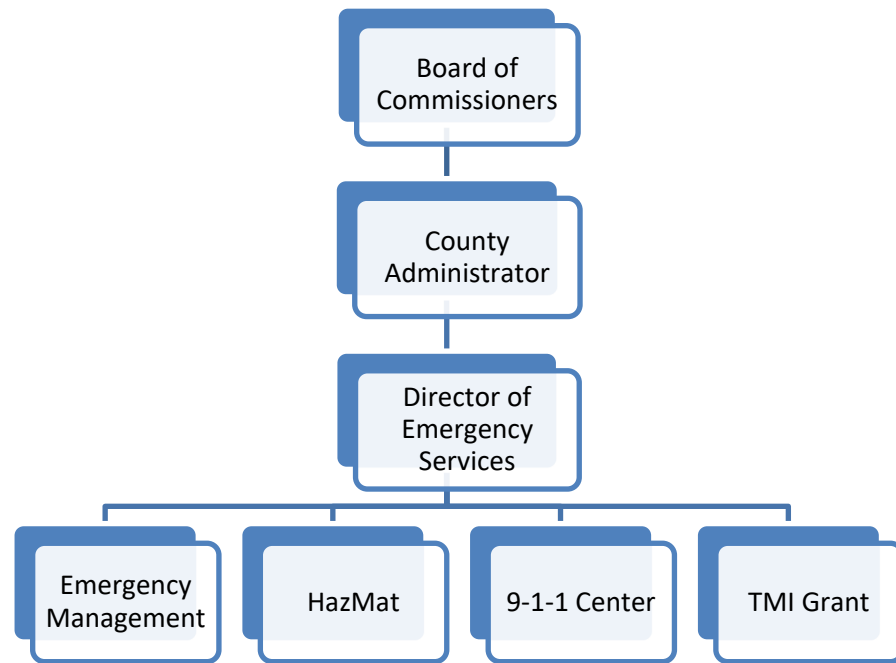 Board of
Commissioners
County
Administrator
Director of
Emergency
Services
Emergency
Management
HazMat
9-1-1 Center
TMI Grant